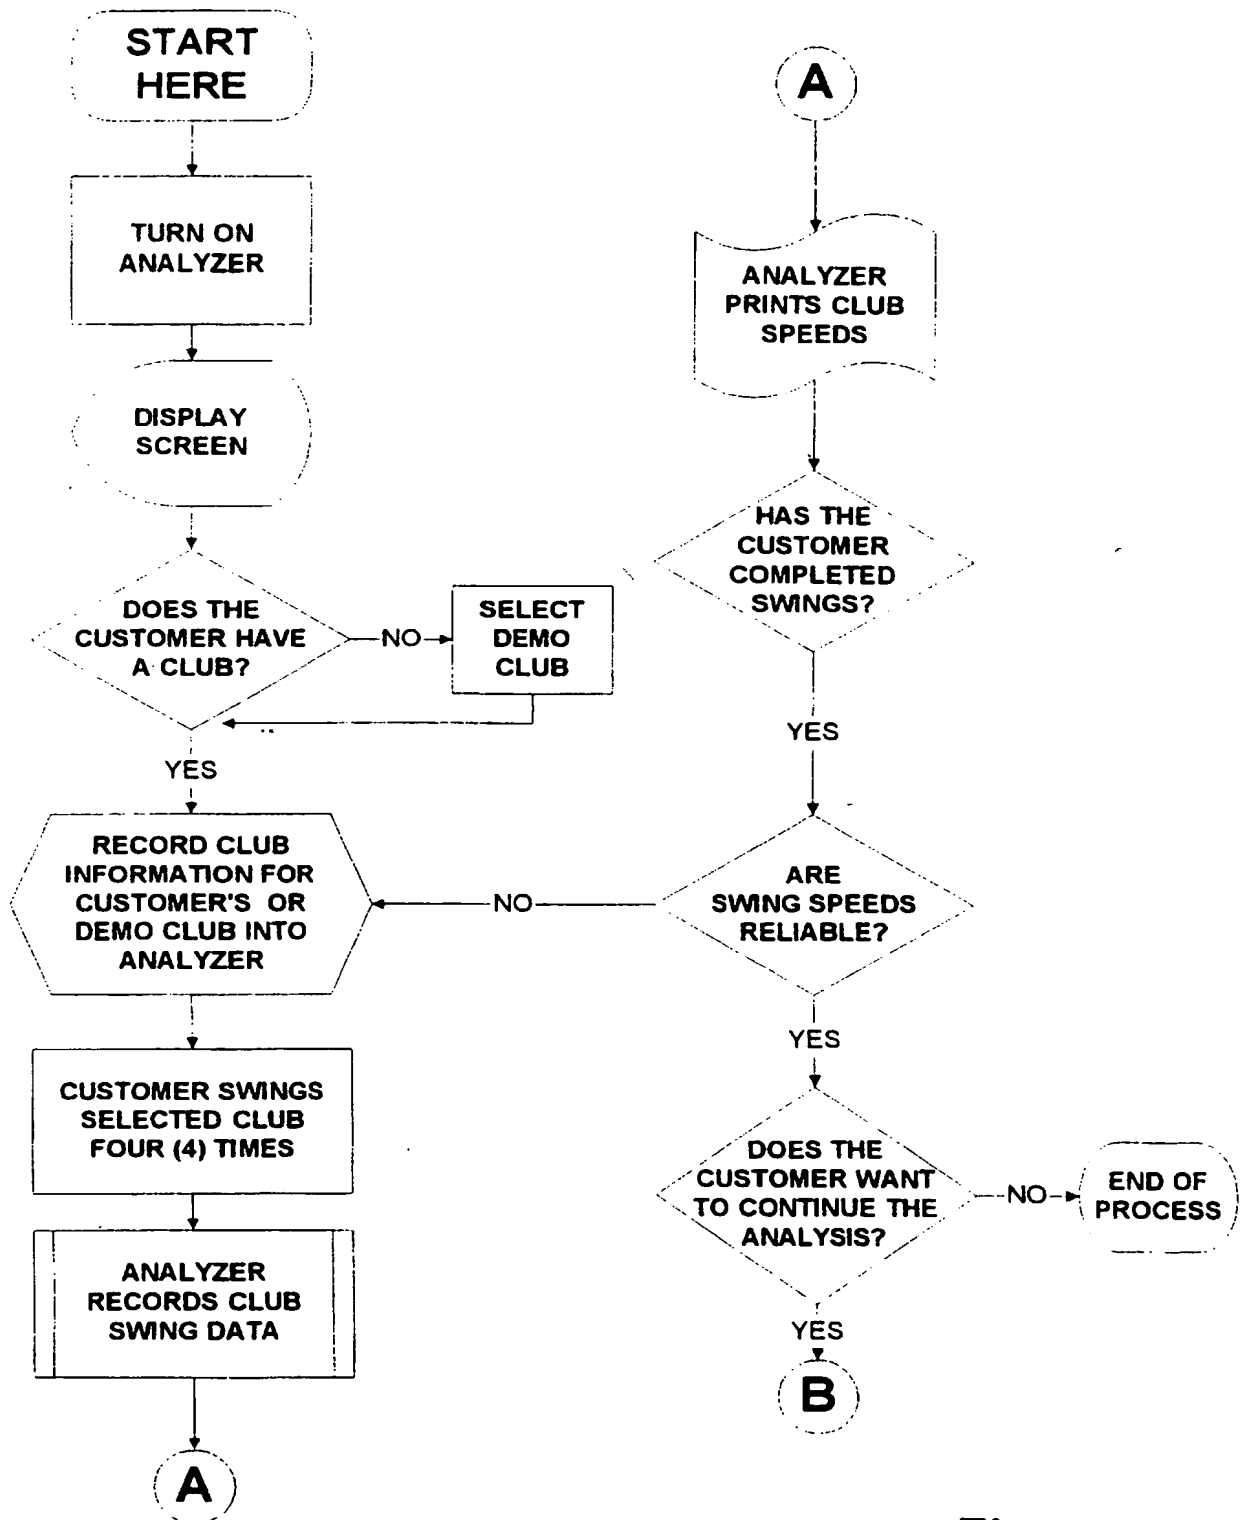 START
HERE
TURN ON
ANALYZER
DISPLAY
SCREEN
DOES THE
CUSTOMER HAVE
A CLUB?
NO
SELECT
DEMO
CLUB
YES
RECORD CLUB
INFORMATION FOR
CUSTOMER'S OR
DEMO CLUB INTO
ANALYZER
CUSTOMER SWINGS
SELECTED CLUB
FOUR (4) TIMES
ANALYZER
RECORDS CLUB
SWING DATA
A
A
ANALYZER
PRINTS CLUB
SPEEDS
HAS THE
CUSTOMER
COMPLETED
SWINGS?
YES
ARE
SWING SPEEDS
RELIABLE?
NO
YES
DOES THE
CUSTOMER WANT
TO CONTINUE THE
ANALYSIS?
NO
END OF
PROCESS
YES
B